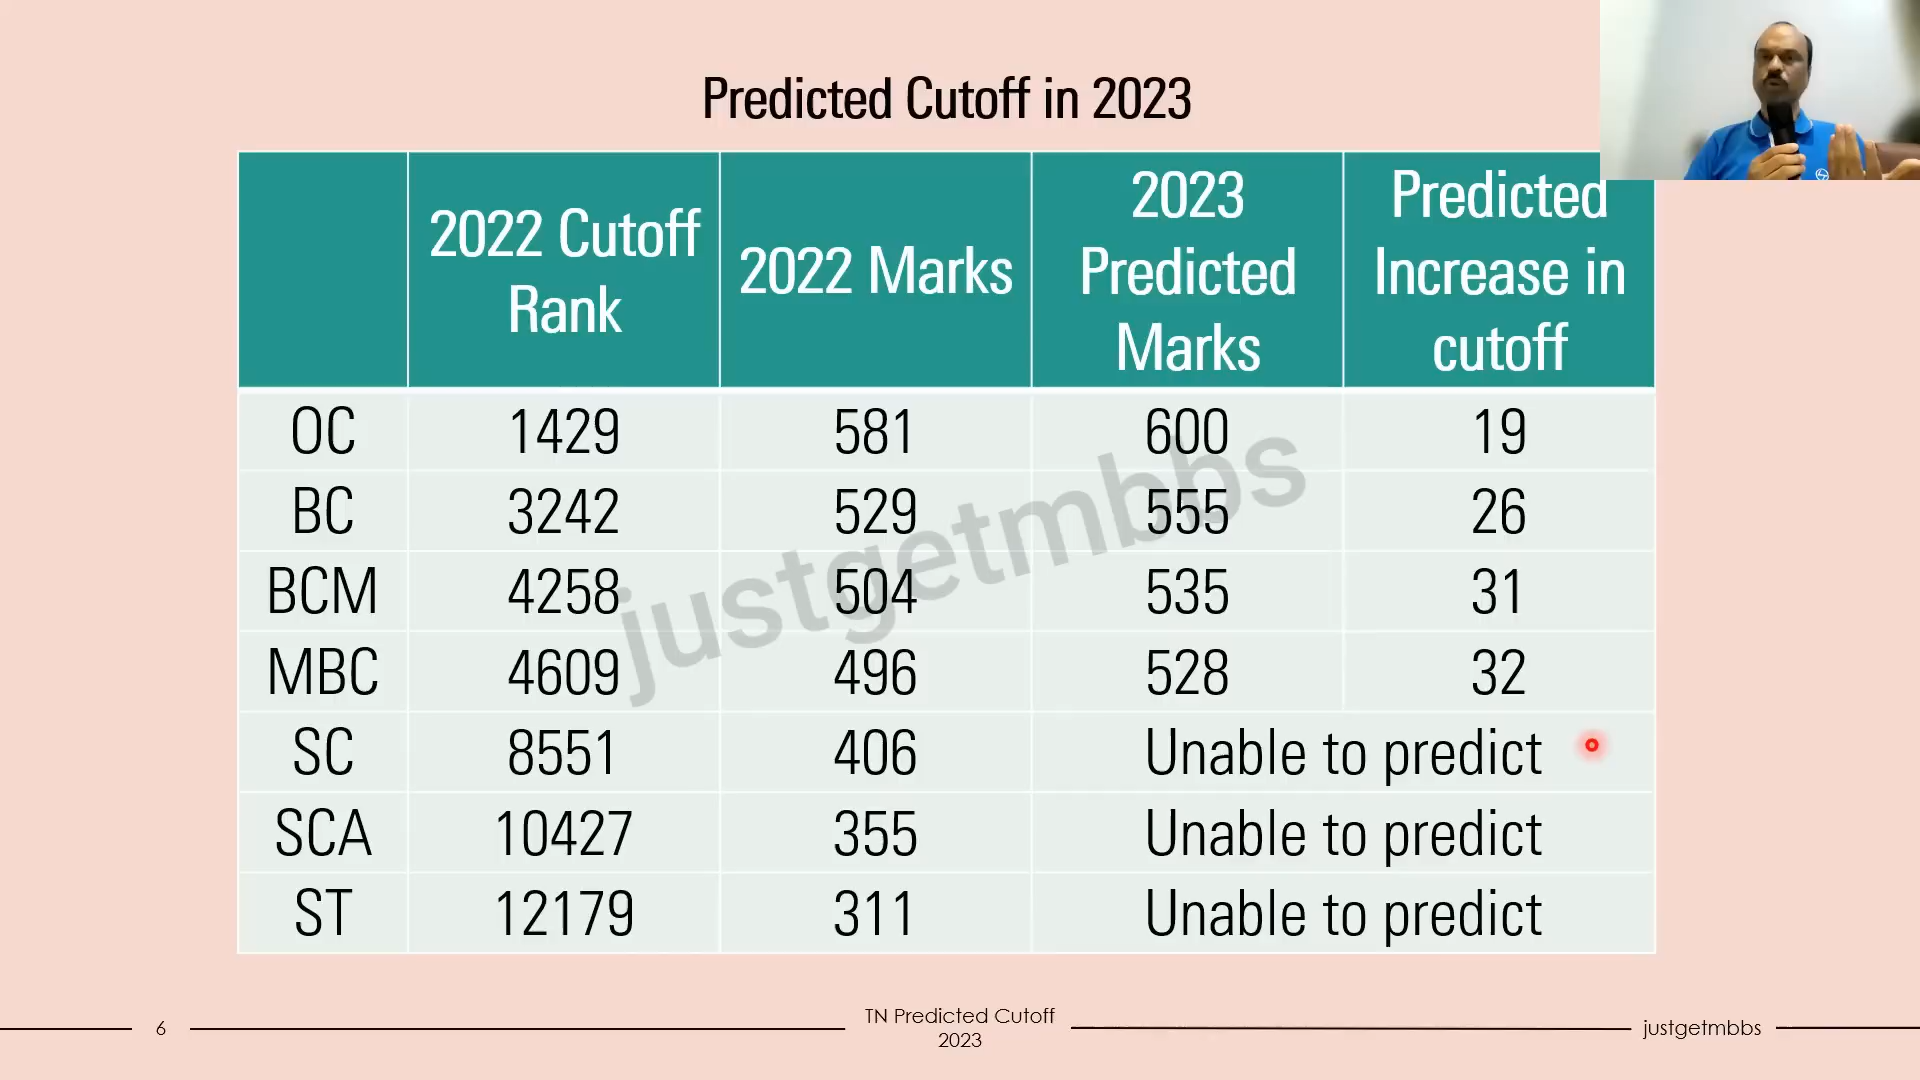 Predicted Cutoff in 2023
2022 Cutoff Rank
2022 Marks
2023 Predicted Marks
Predicted Increase in cutoff
OC 1429 581 600 19
BC 3242 529 555 26
BCM 4258 504 535 31
MBC 4609 496 528 32
SC 8551 406 Unable to predict
SCA 10427 355 Unable to predict
ST 12179 311 Unable to predict
justgetmbbs
6
TN Predicted Cutoff
2023
justgetmbbs